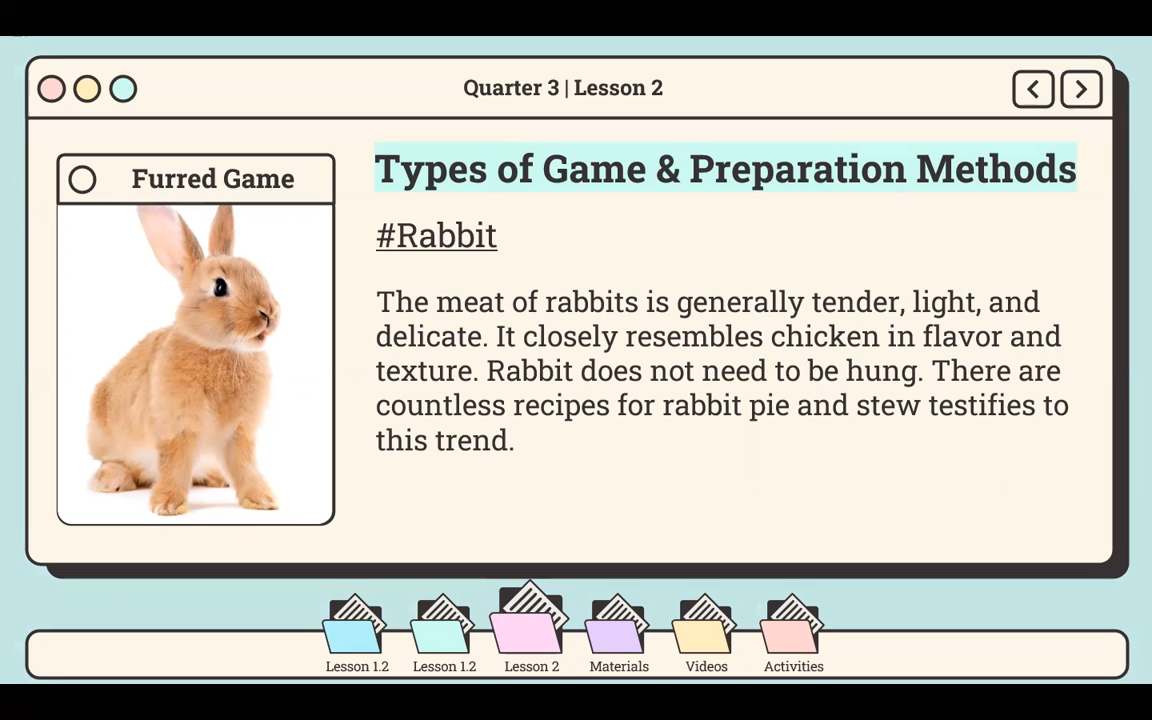 Quarter 3 | Lesson 2
Furred Game
Types of Game & Preparation Methods
#Rabbit
The meat of rabbits is generally tender, light, and
delicate. It closely resembles chicken in flavor and
texture. Rabbit does not need to be hung. There are
countless recipes for rabbit pie and stew testifies to
this trend.
Lesson 1.2
Lesson 1.2
Lesson 2
Materials
Videos
Activities